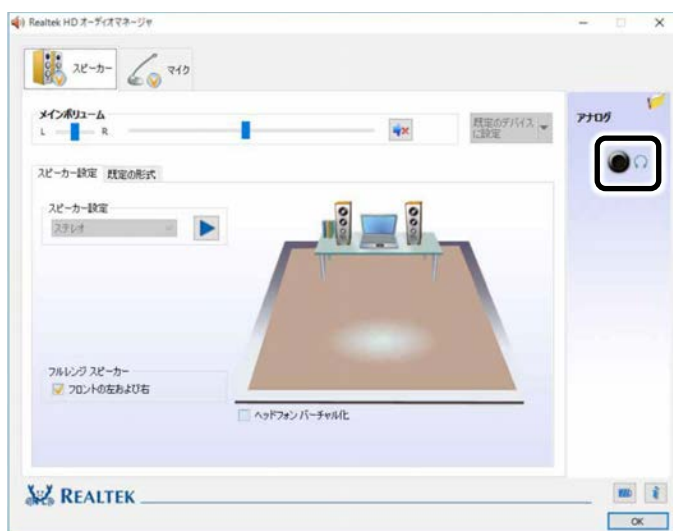 Realtek HD オーディオマネージャ
スピーカー
マイク
メインボリューム
L
R
既定のデバイス
に設定
アナログ
スピーカー設定
既定の形式
スピーカー設定
ステレオ
フルレンジ スピーカー
フロントの左および右
ヘッドフォン バーチャル化
REALTEK
OK